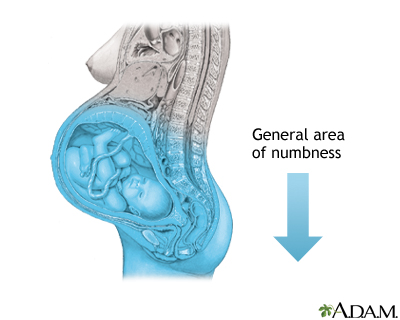 General area
of numbness
A.D.A.M.